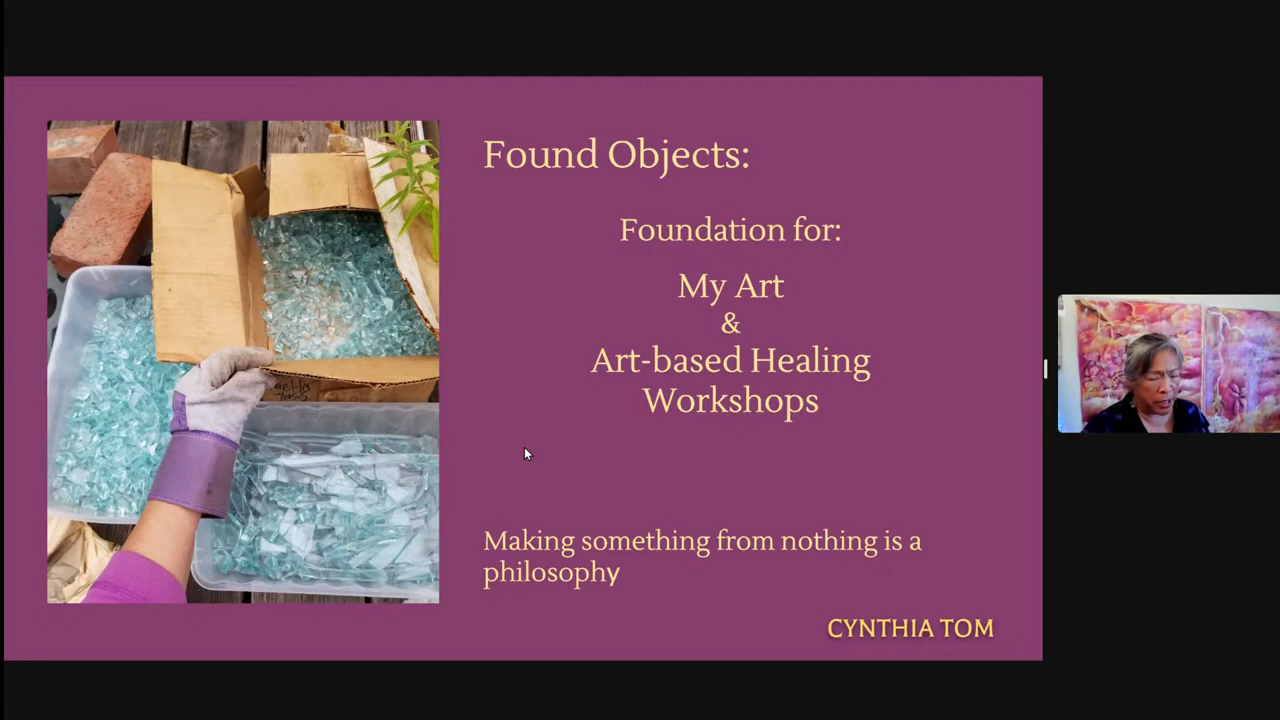 Found Objects:
Foundation for:
My Art
&
Art-based Healing
Workshops
Making something from nothing is a
philosophy
CYNTHIA TOM